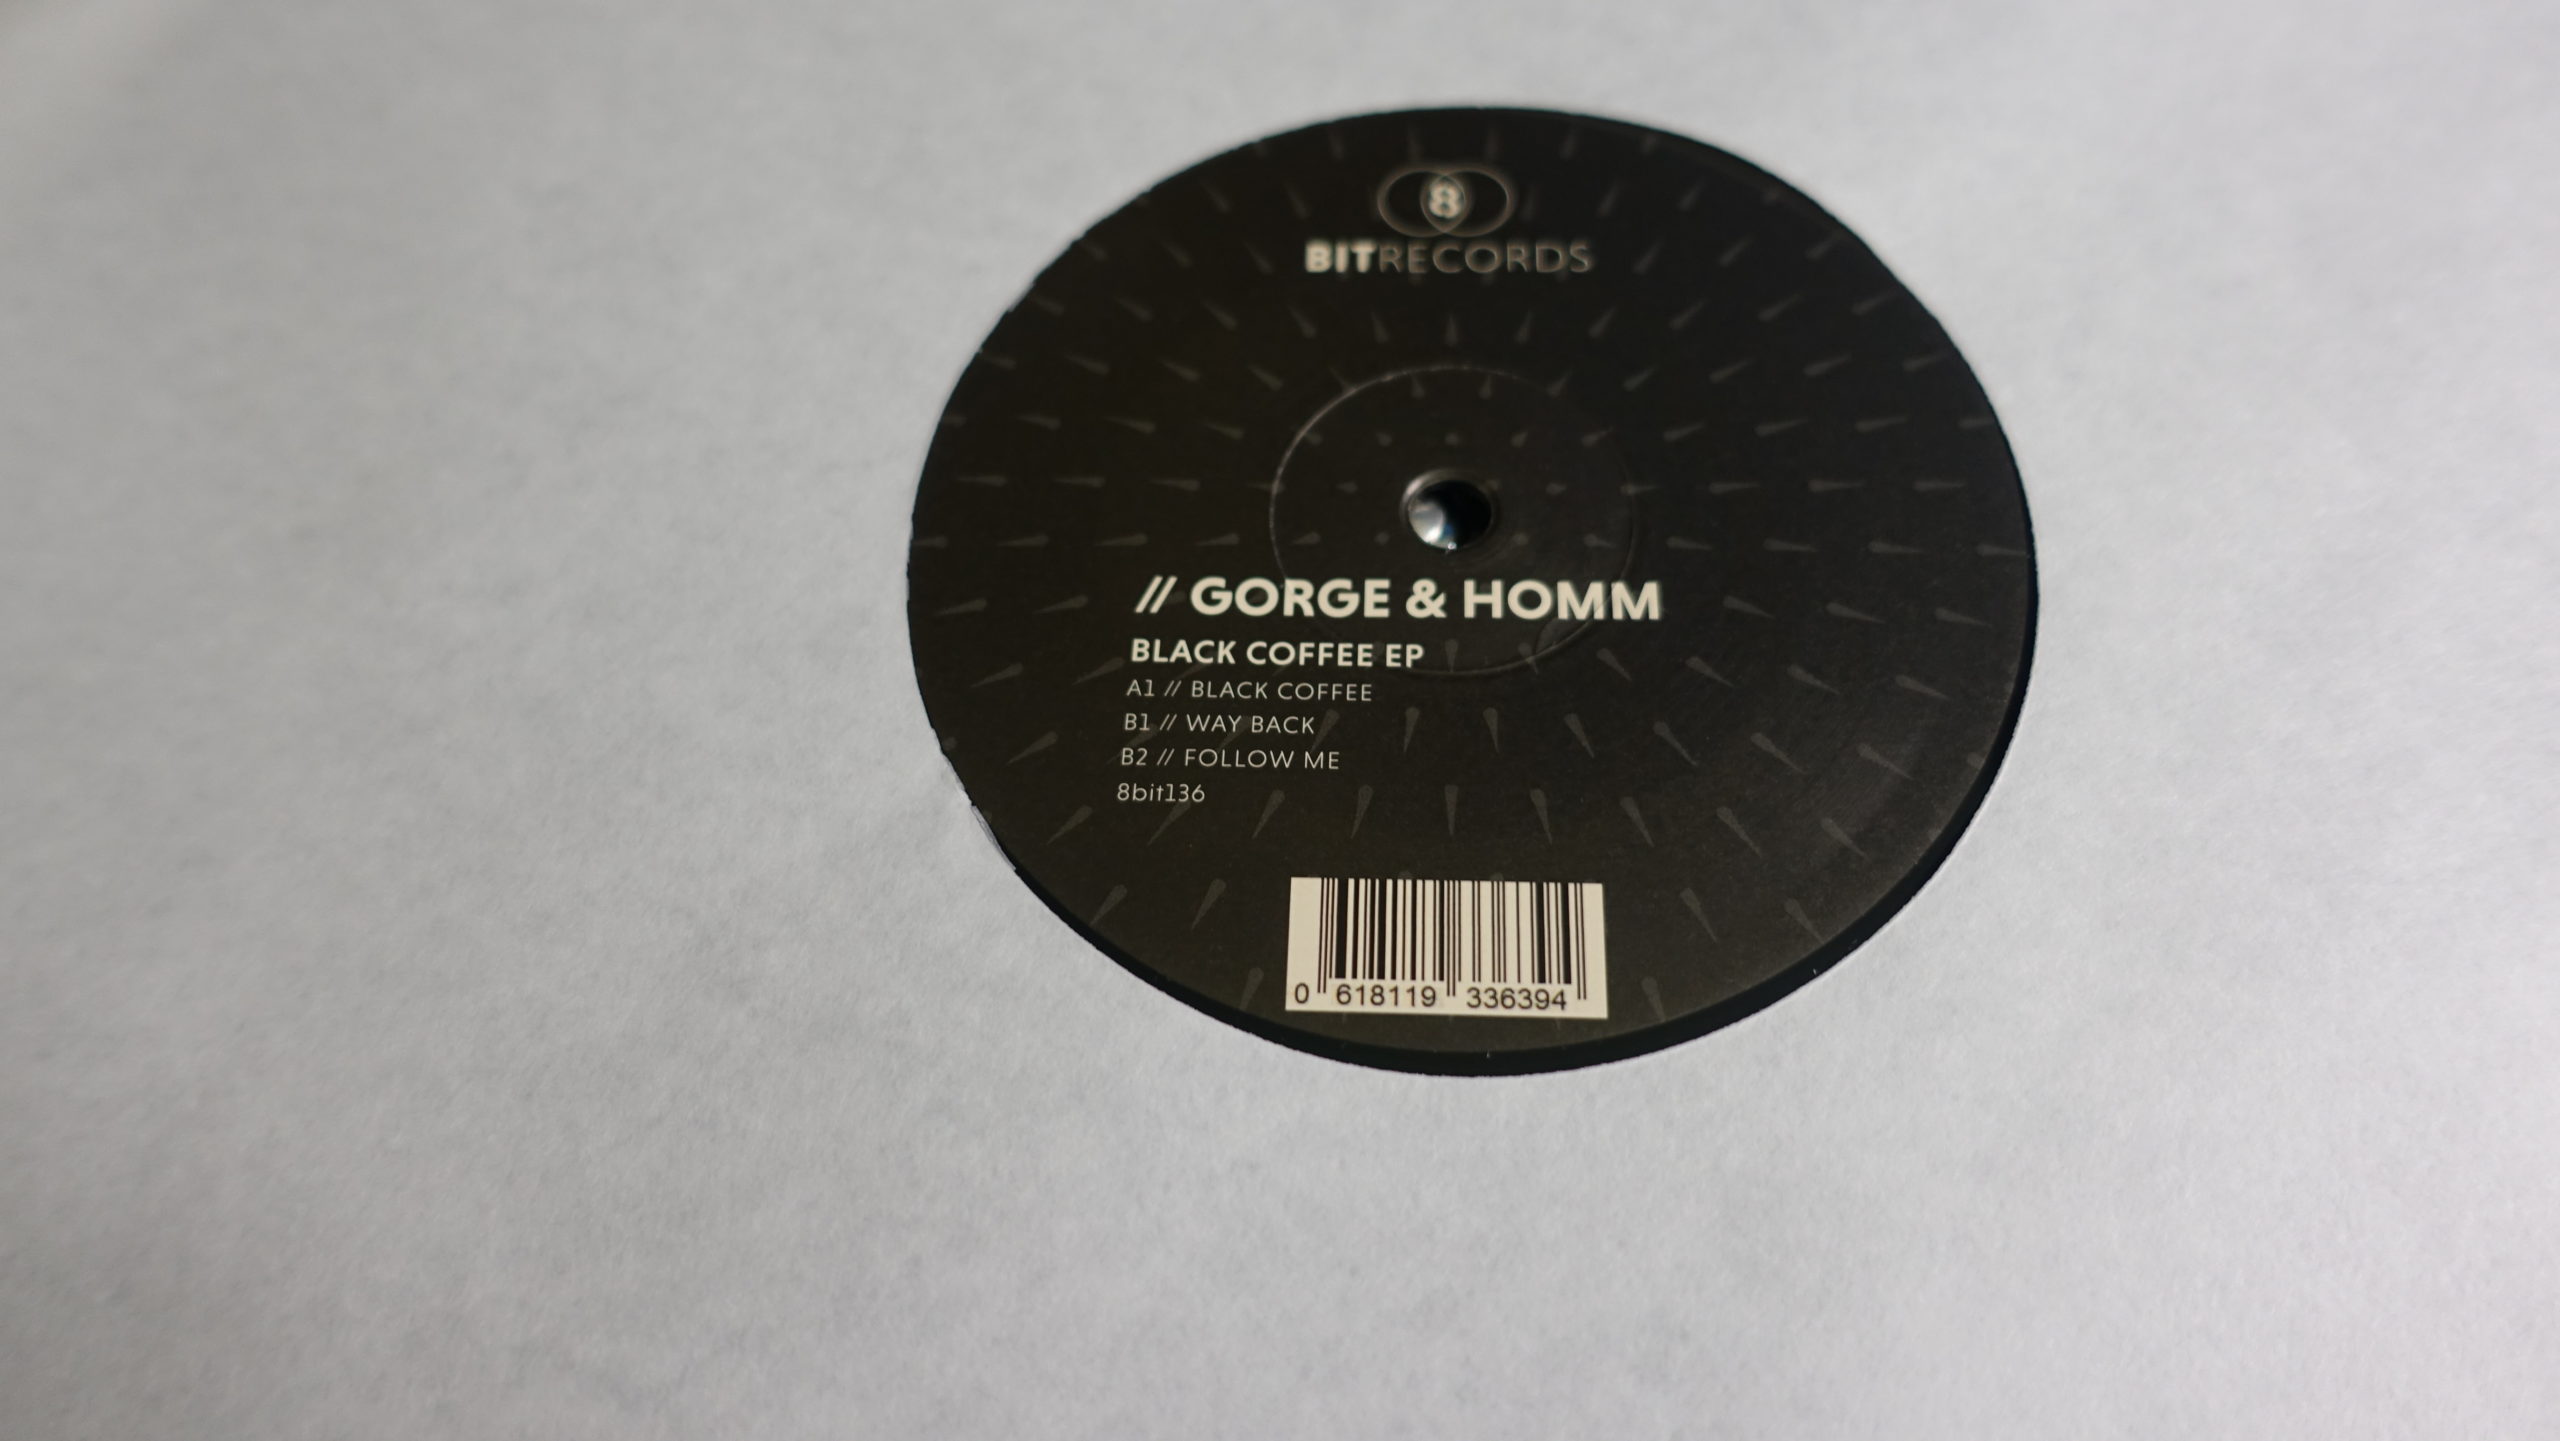 8
BITRECORDS
// GORGE & HOMM
BLACK COFFEE EP
A1 // BLACK COFFEE
B1 // WAY BACK
B2 // FOLLOW ME
8bit136
0 618119 336394